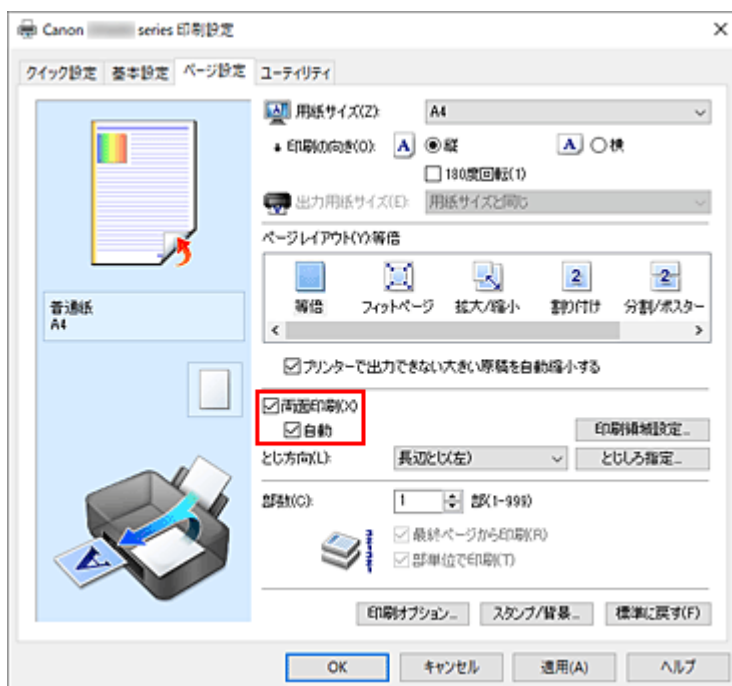 Canon series 印刷設定
クイック設定 基本設定 ページ設定 ユーティリティ
用紙サイズ(Z): A4
印刷の向き(O): A 縦 A 横
180度回転(1)
出力用紙サイズ(E): 用紙サイズと同じ
ページレイアウト(Y):等倍
2 2
等倍 フィットページ 拡大/縮小 割り付け 分割/ポスター
普通紙
A4
プリンターで出力できない大きい原稿を自動縮小する
両面印刷(X)
自動
印刷領域設定...
とじ方向(L): 長辺とじ(左) とじしろ指定...
部数(C): 1 部(1-999)
最終ページから印刷(R)
部単位で印刷(T)
A
印刷オプション... スタンプ/背景... 標準に戻す(F)
OK キャンセル 適用(A) ヘルプ